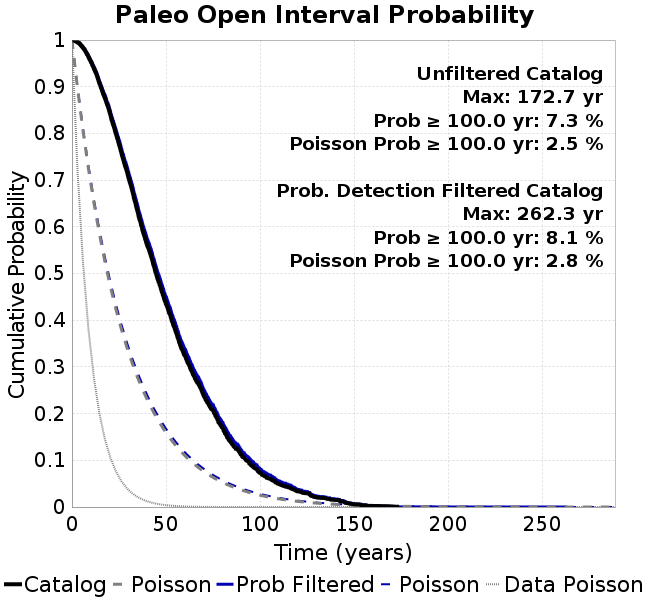 Paleo Open Interval Probability
Cumulative Probability
1
0.9
0.8
0.7
0.6
0.5
0.4
0.3
0.2
0.1
0
Unfiltered Catalog
Max: 172.7 yr
Prob ≥ 100.0 yr: 7.3 %
Poisson Prob ≥ 100.0 yr: 2.5 %
Prob. Detection Filtered Catalog
Max: 262.3 yr
Prob ≥ 100.0 yr: 8.1 %
Poisson Prob ≥ 100.0 yr: 2.8 %
0 50 100 150 200 250
Time (years)
Catalog Poisson Prob Filtered Poisson Data Poisson